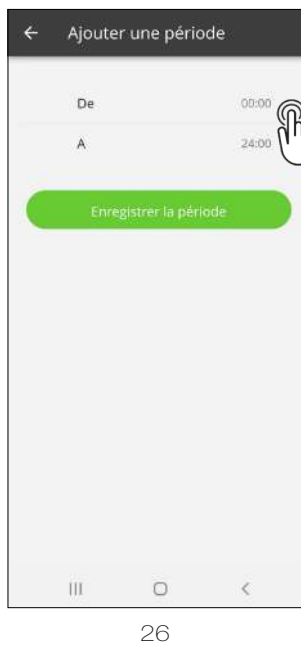 Ajouter une période
De 00:00
A 24:00
Enregistrer la période
26